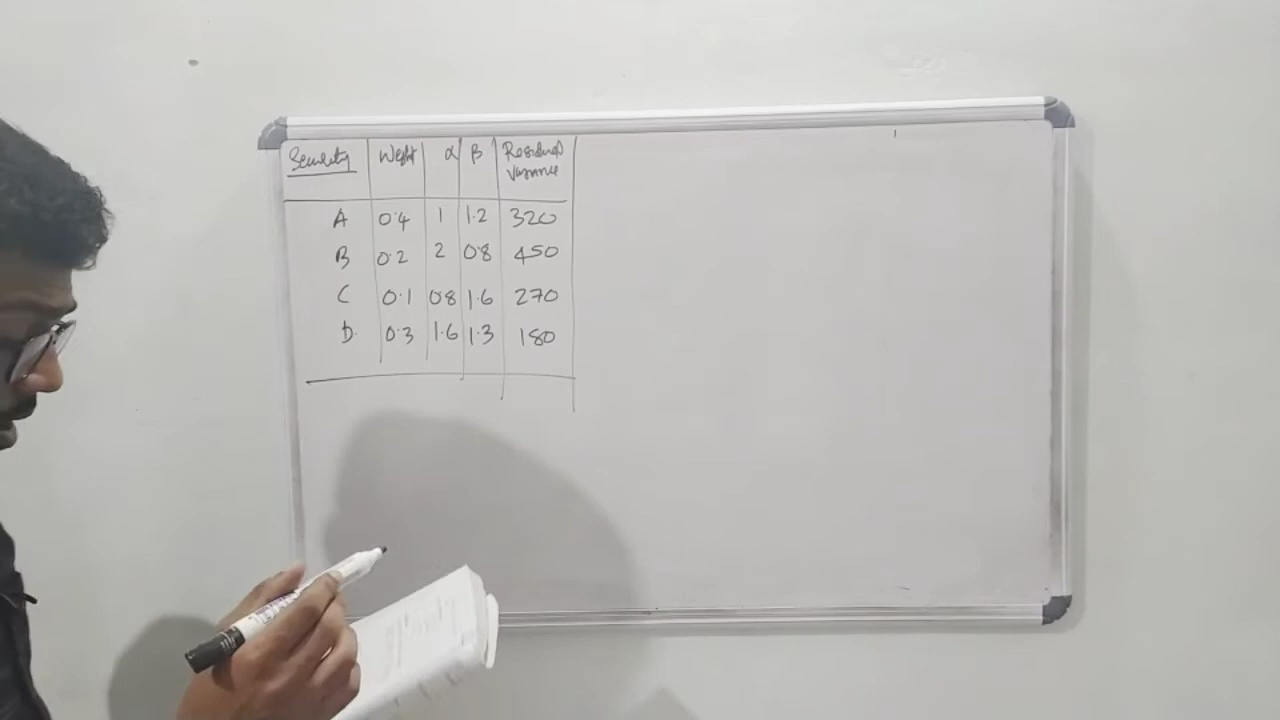 Security Weight α β Residual Variance
A 0.4 1 1.2 320
B 0.2 2 0.8 450
C 0.1 0.8 1.6 270
D. 0.3 1.6 1.3 180